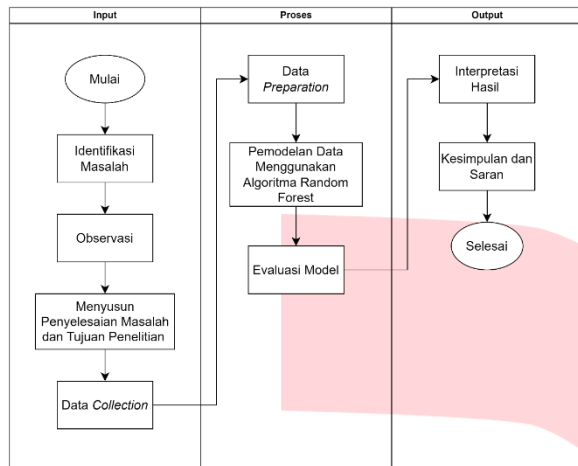 Input
Proses
Output
Mulai
Identifikasi
Masalah
Observasi
Menyusun
Penyelesaian Masalah
dan Tujuan Penelitian
Data Collection
Data
Preparation
Pemodelan Data
Menggunakan
Algoritma Random
Forest
Evaluasi Model
Interpretasi
Hasil
Kesimpulan dan
Saran
Selesai